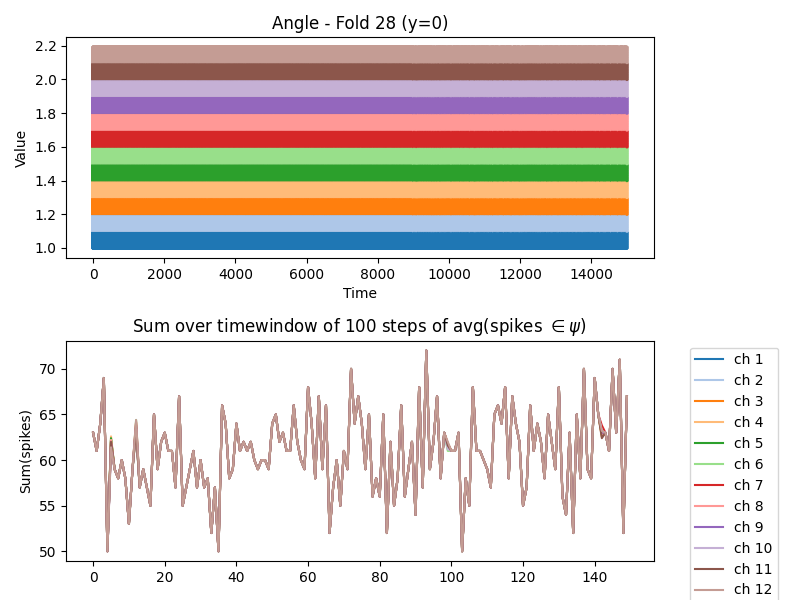 Angle - Fold 28 (y=0)
2.2
2.0
1.8
1.6
1.4
1.2
1.0
Value
0 2000 4000 6000 8000 10000 12000 14000
Time
Sum over timewindow of 100 steps of avg(spikes ∈ ψ)
70
65
60
55
50
Sum(spikes)
0 20 40 60 80 100 120 140
ch 1
ch 2
ch 3
ch 4
ch 5
ch 6
ch 7
ch 8
ch 9
ch 10
ch 11
ch 12